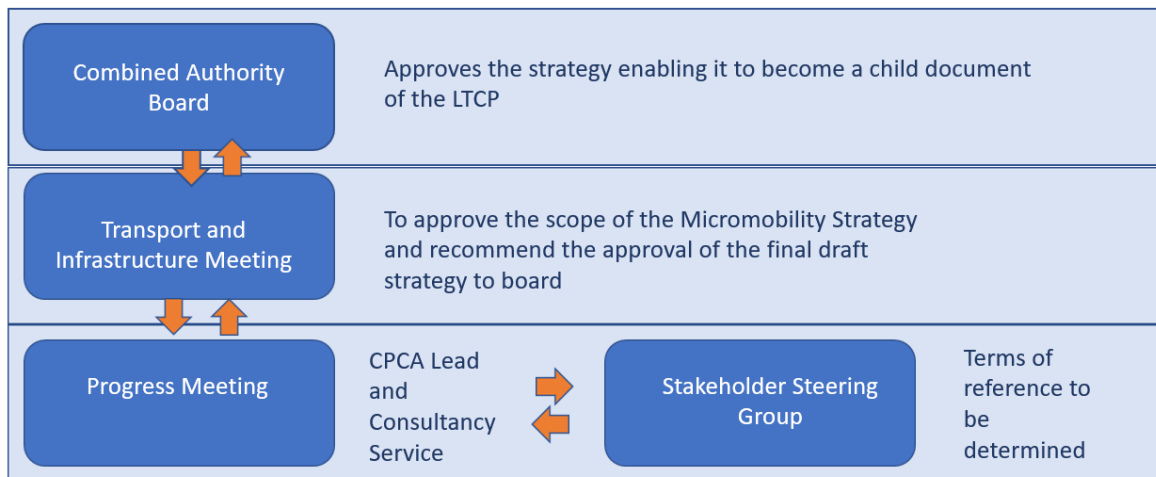 Combined Authority
Board
Approves the strategy enabling it to become a child document
of the LTCP
Transport and
Infrastructure Meeting
To approve the scope of the Micromobility Strategy
and recommend the approval of the final draft
strategy to board
Progress Meeting
CPCA Lead
and
Consultancy
Service
Stakeholder Steering
Group
Terms of
reference to
be
determined